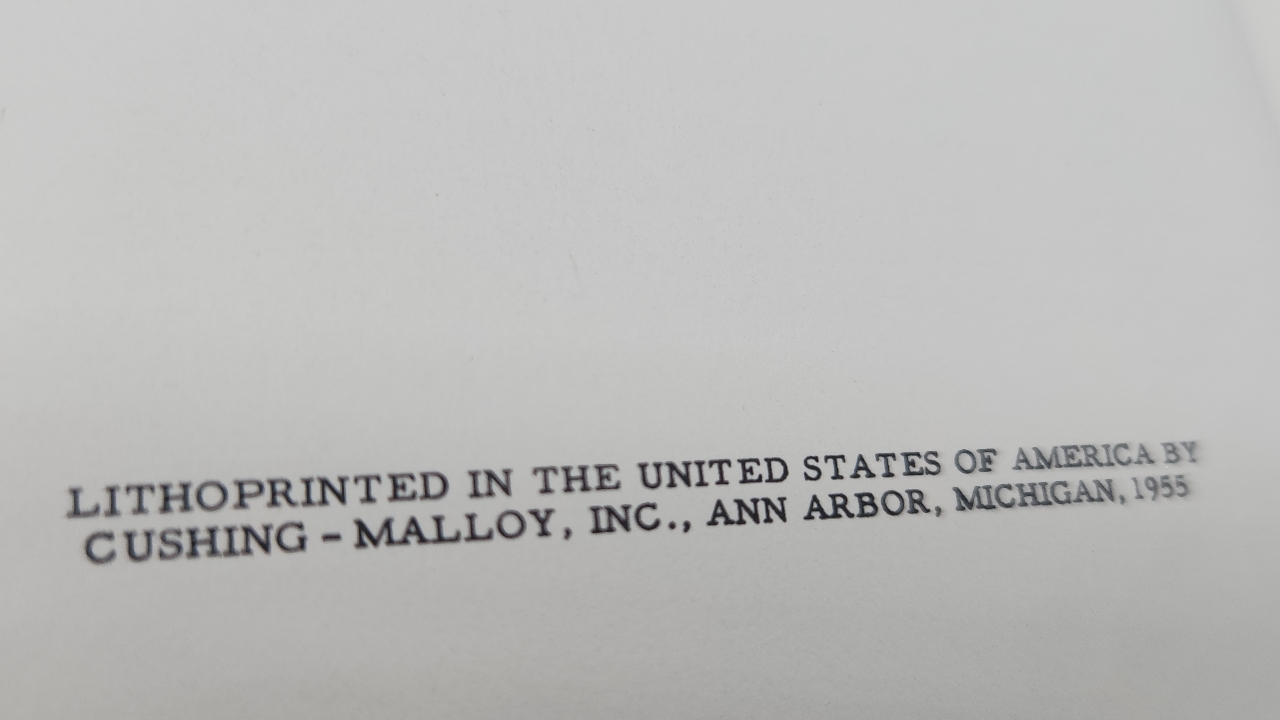 LITHOPRINTED IN THE UNITED STATES OF AMERICA BY
CUSHING - MALLOY, INC., ANN ARBOR, MICHIGAN, 1955